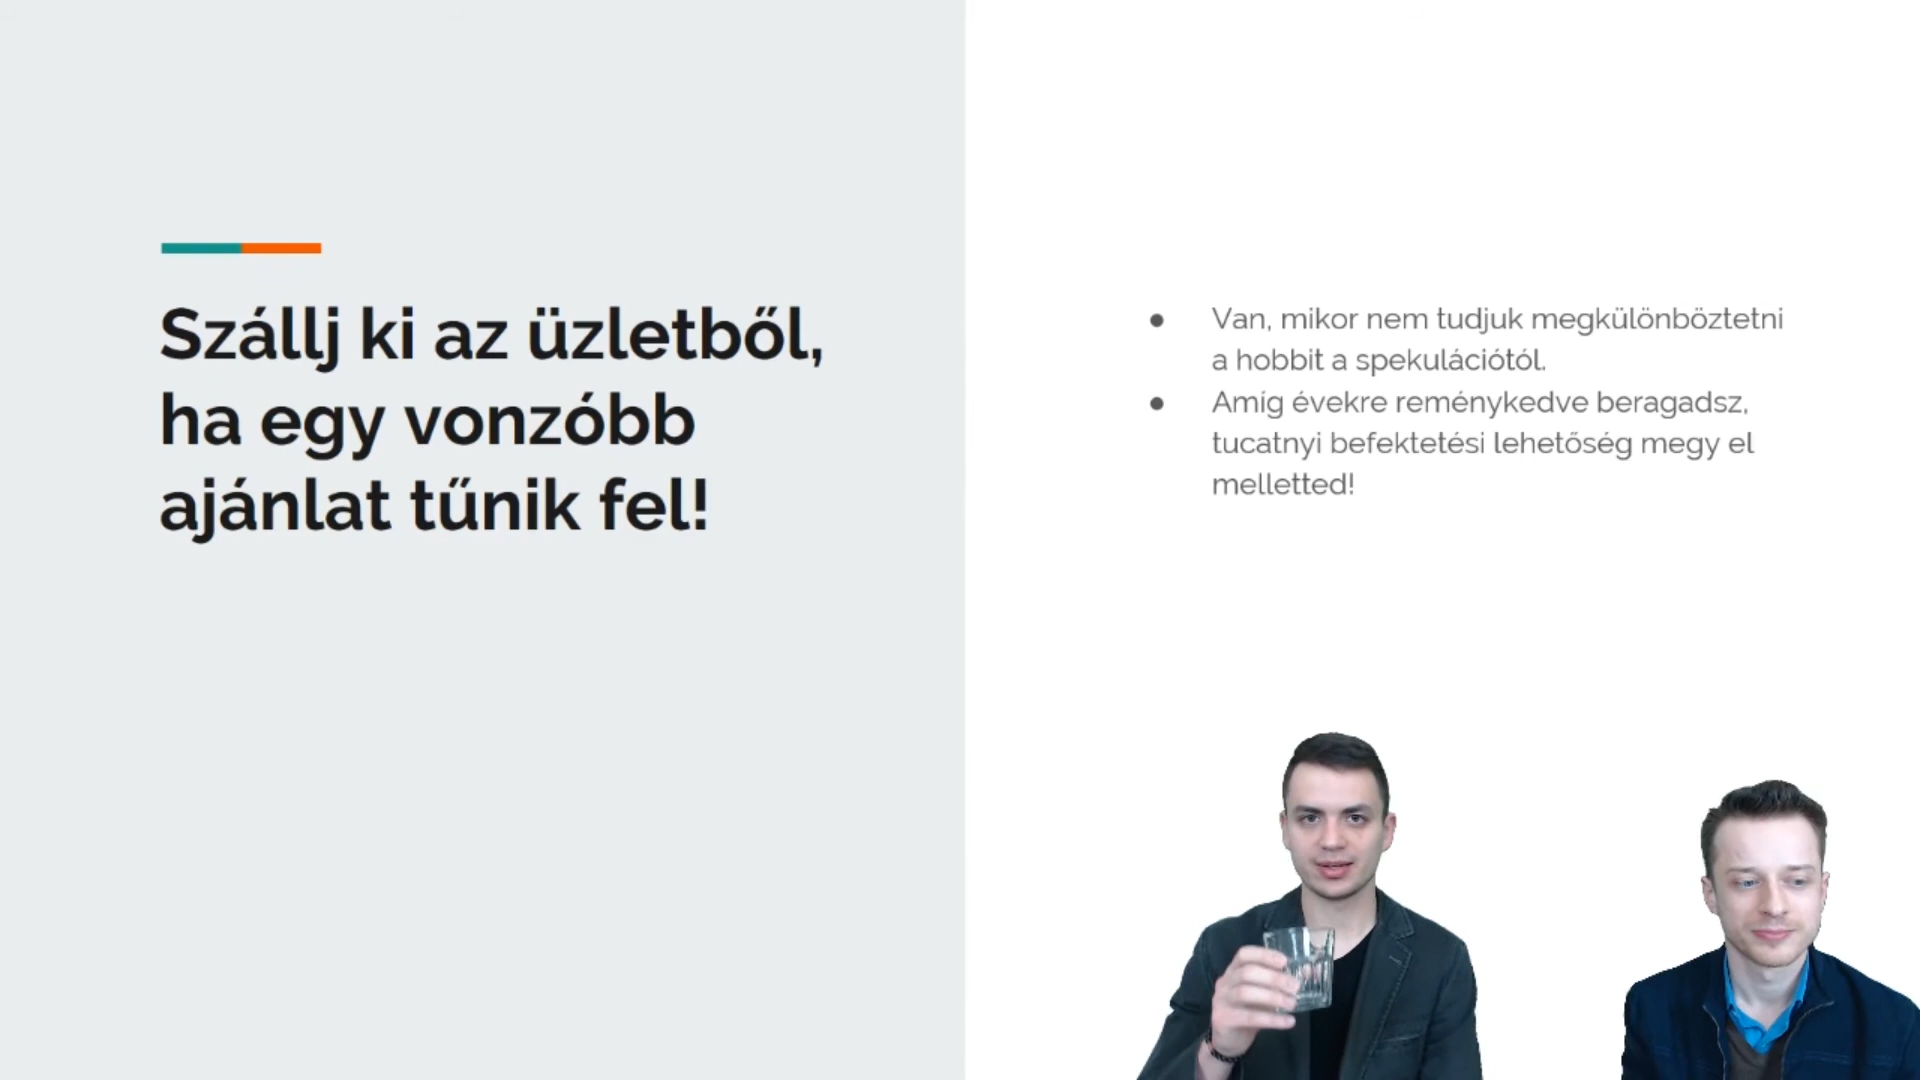 Szállj ki az üzletből,
ha egy vonzóbb
ajánlat tűnik fel!
● Van, mikor nem tudjuk megkülönböztetni
a hobbit a spekulációtól.
● Amíg évekre reménykedve beragadsz,
tucatnyi befektetési lehetőség megy el
melletted!